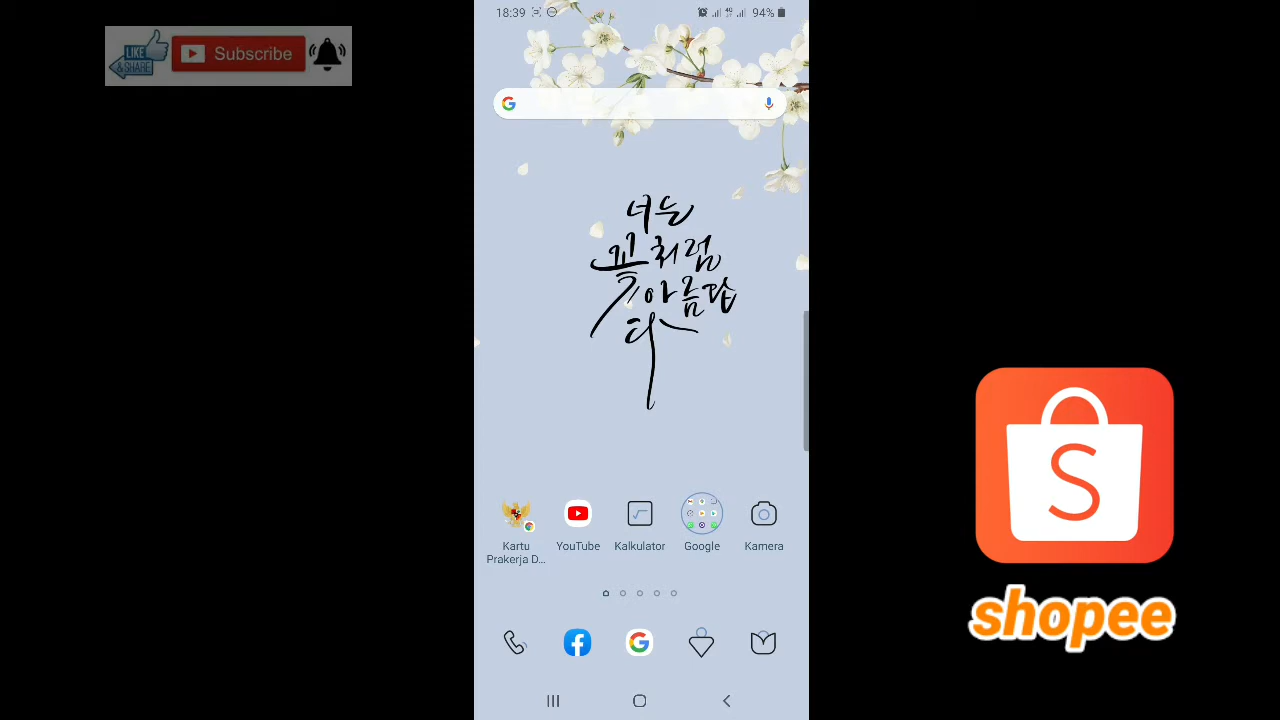 18:39
4G
94%
LIKE
&SHARE
Subscribe
너는
꽃처럼
아름답
다
Kartu
Prakerja D...
YouTube
Kalkulator
Google
Kamera
S
shopee